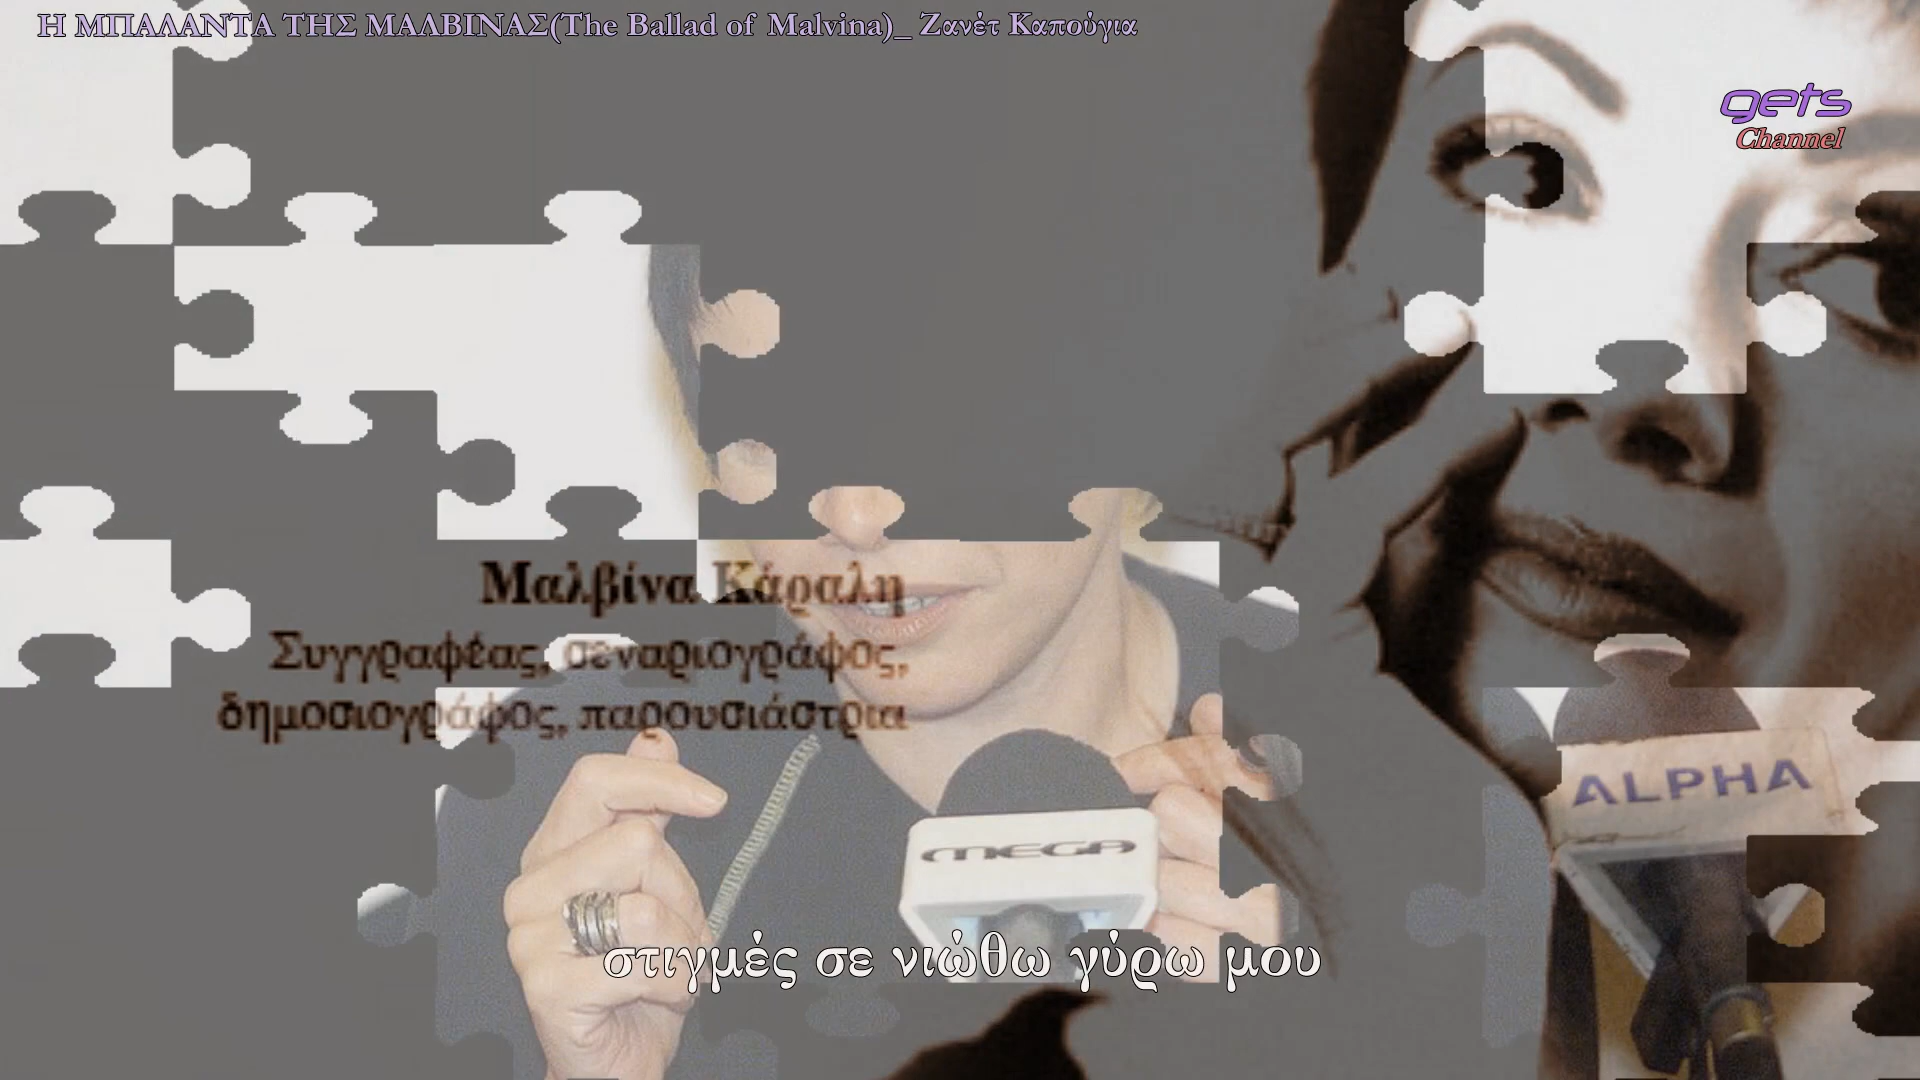 Η ΜΠΑΛΑΝΤΑ ΤΗΣ ΜΑΛΒΙΝΑΣ(The Ballad of Malvina)_ Ζανέτ Καπούγια
gets
Channel
Μαλβίνα Κάραλη
Συγγραφέας, σεναριογράφος,
δημοσιογράφος, παρουσιάστρια
ALPHA
MEGA
στιγμές σε νιώθω γύρω μου